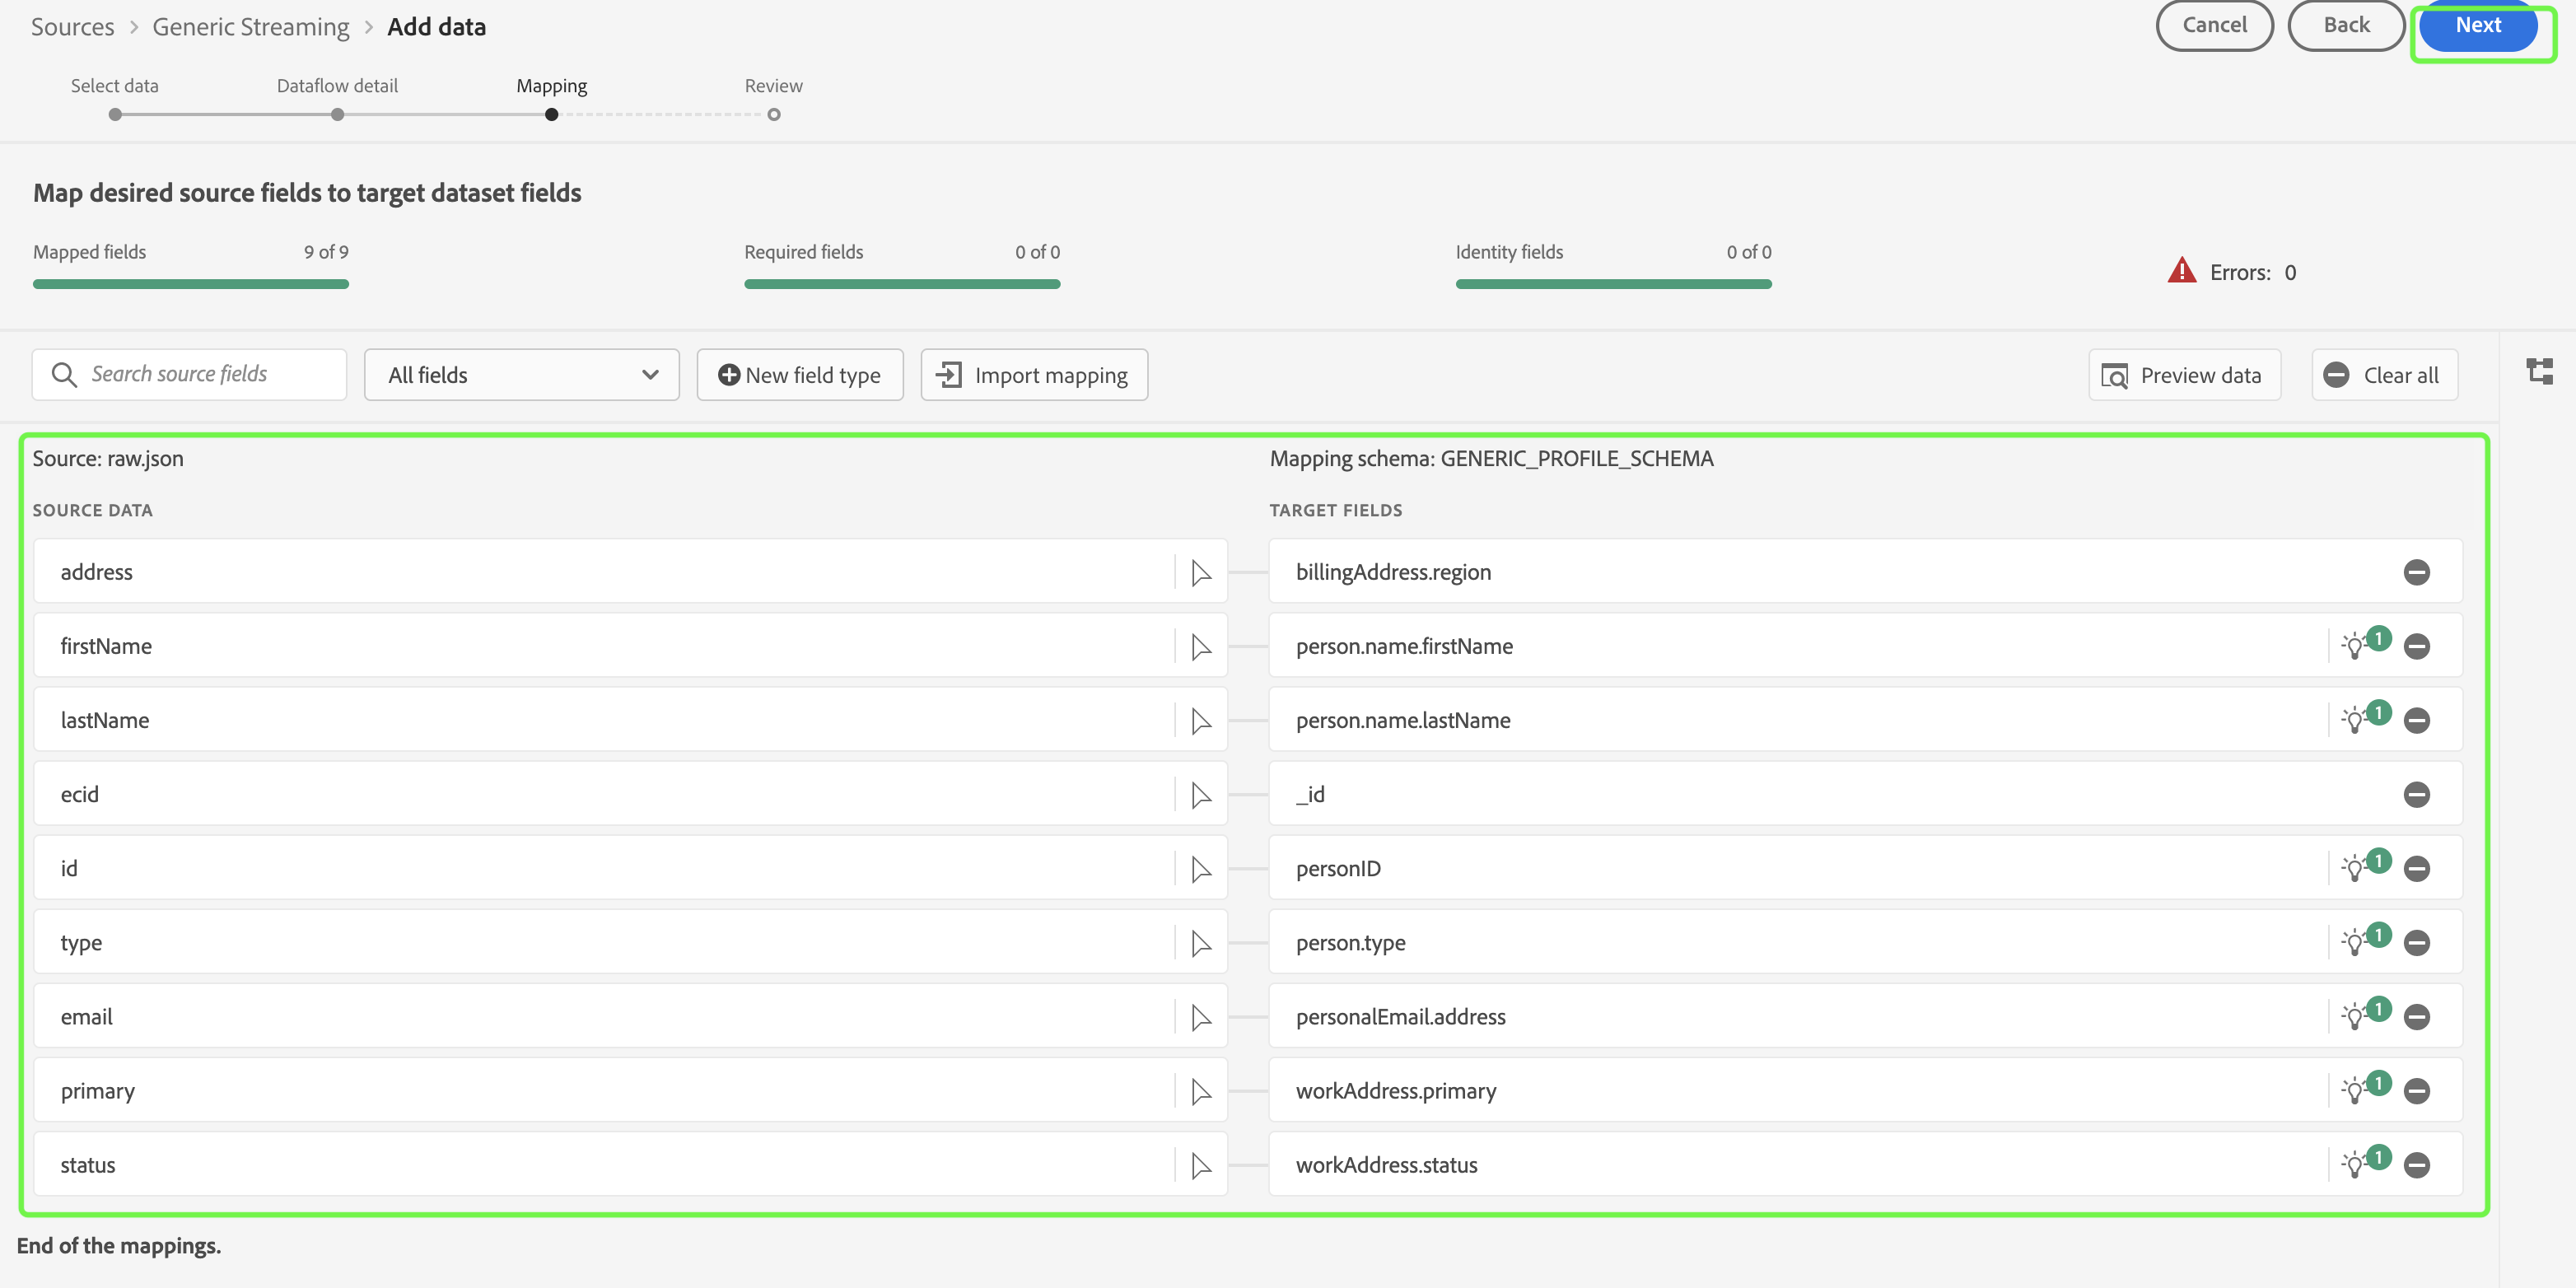 Sources > Generic Streaming > Add data
Cancel Back Next
Select data Dataflow detail Mapping Review
Map desired source fields to target dataset fields
Mapped fields 9 of 9 Required fields 0 of 0 Identity fields 0 of 0
Errors: 0
Search source fields All fields New field type Import mapping Preview data Clear all
Source: raw.json Mapping schema: GENERIC_PROFILE_SCHEMA
SOURCE DATA TARGET FIELDS
address billingAddress.region
firstName person.name.firstName 1
lastName person.name.lastName 1
ecid _id
id personID 1
type person.type 1
email personalEmail.address 1
primary workAddress.primary 1
status workAddress.status 1
End of the mappings.